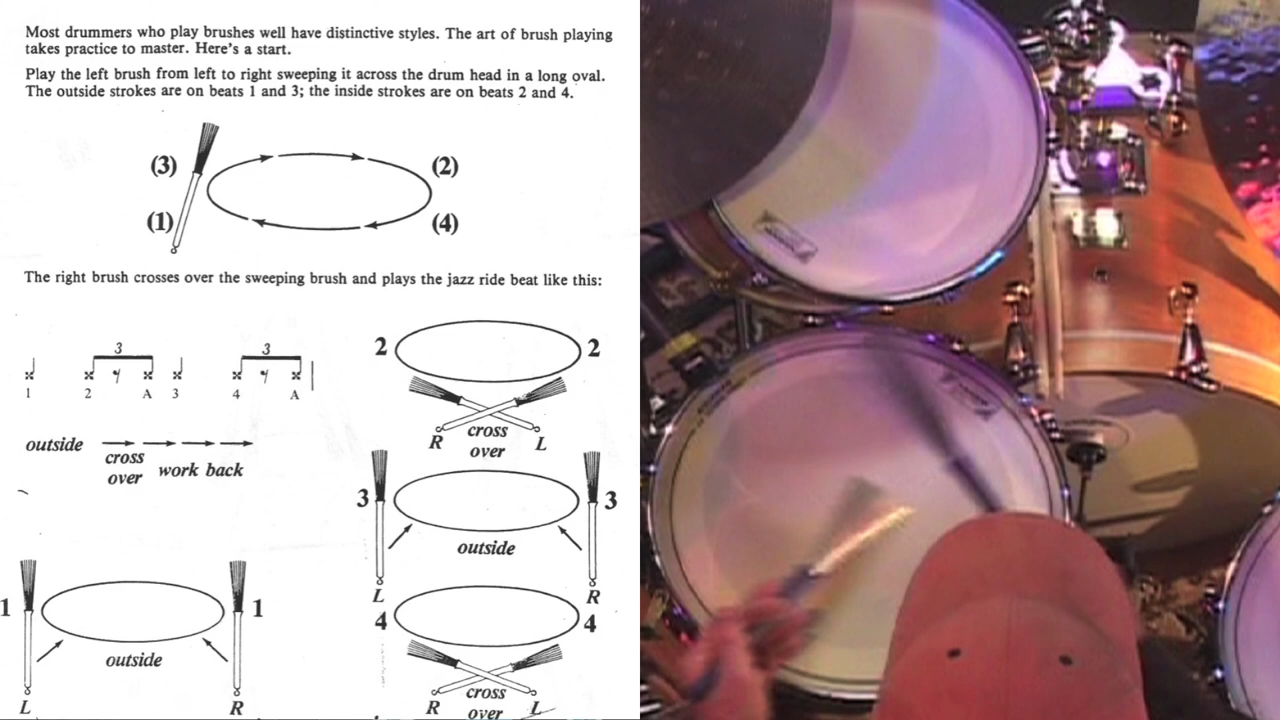 Most drummers who play brushes well have distinctive styles. The art of brush playing
takes practice to master. Here's a start.
Play the left brush from left to right sweeping it across the drum head in a long oval.
The outside strokes are on beats 1 and 3; the inside strokes are on beats 2 and 4.
(3) (2)
(1) (4)
The right brush crosses over the sweeping brush and plays the jazz ride beat like this:
3 3
1 2 A 3 4 A
outside
cross
over
work back
2 2
R cross L
over
3 3
outside
L R
4 4
R cross L
over
1 1
outside
L R